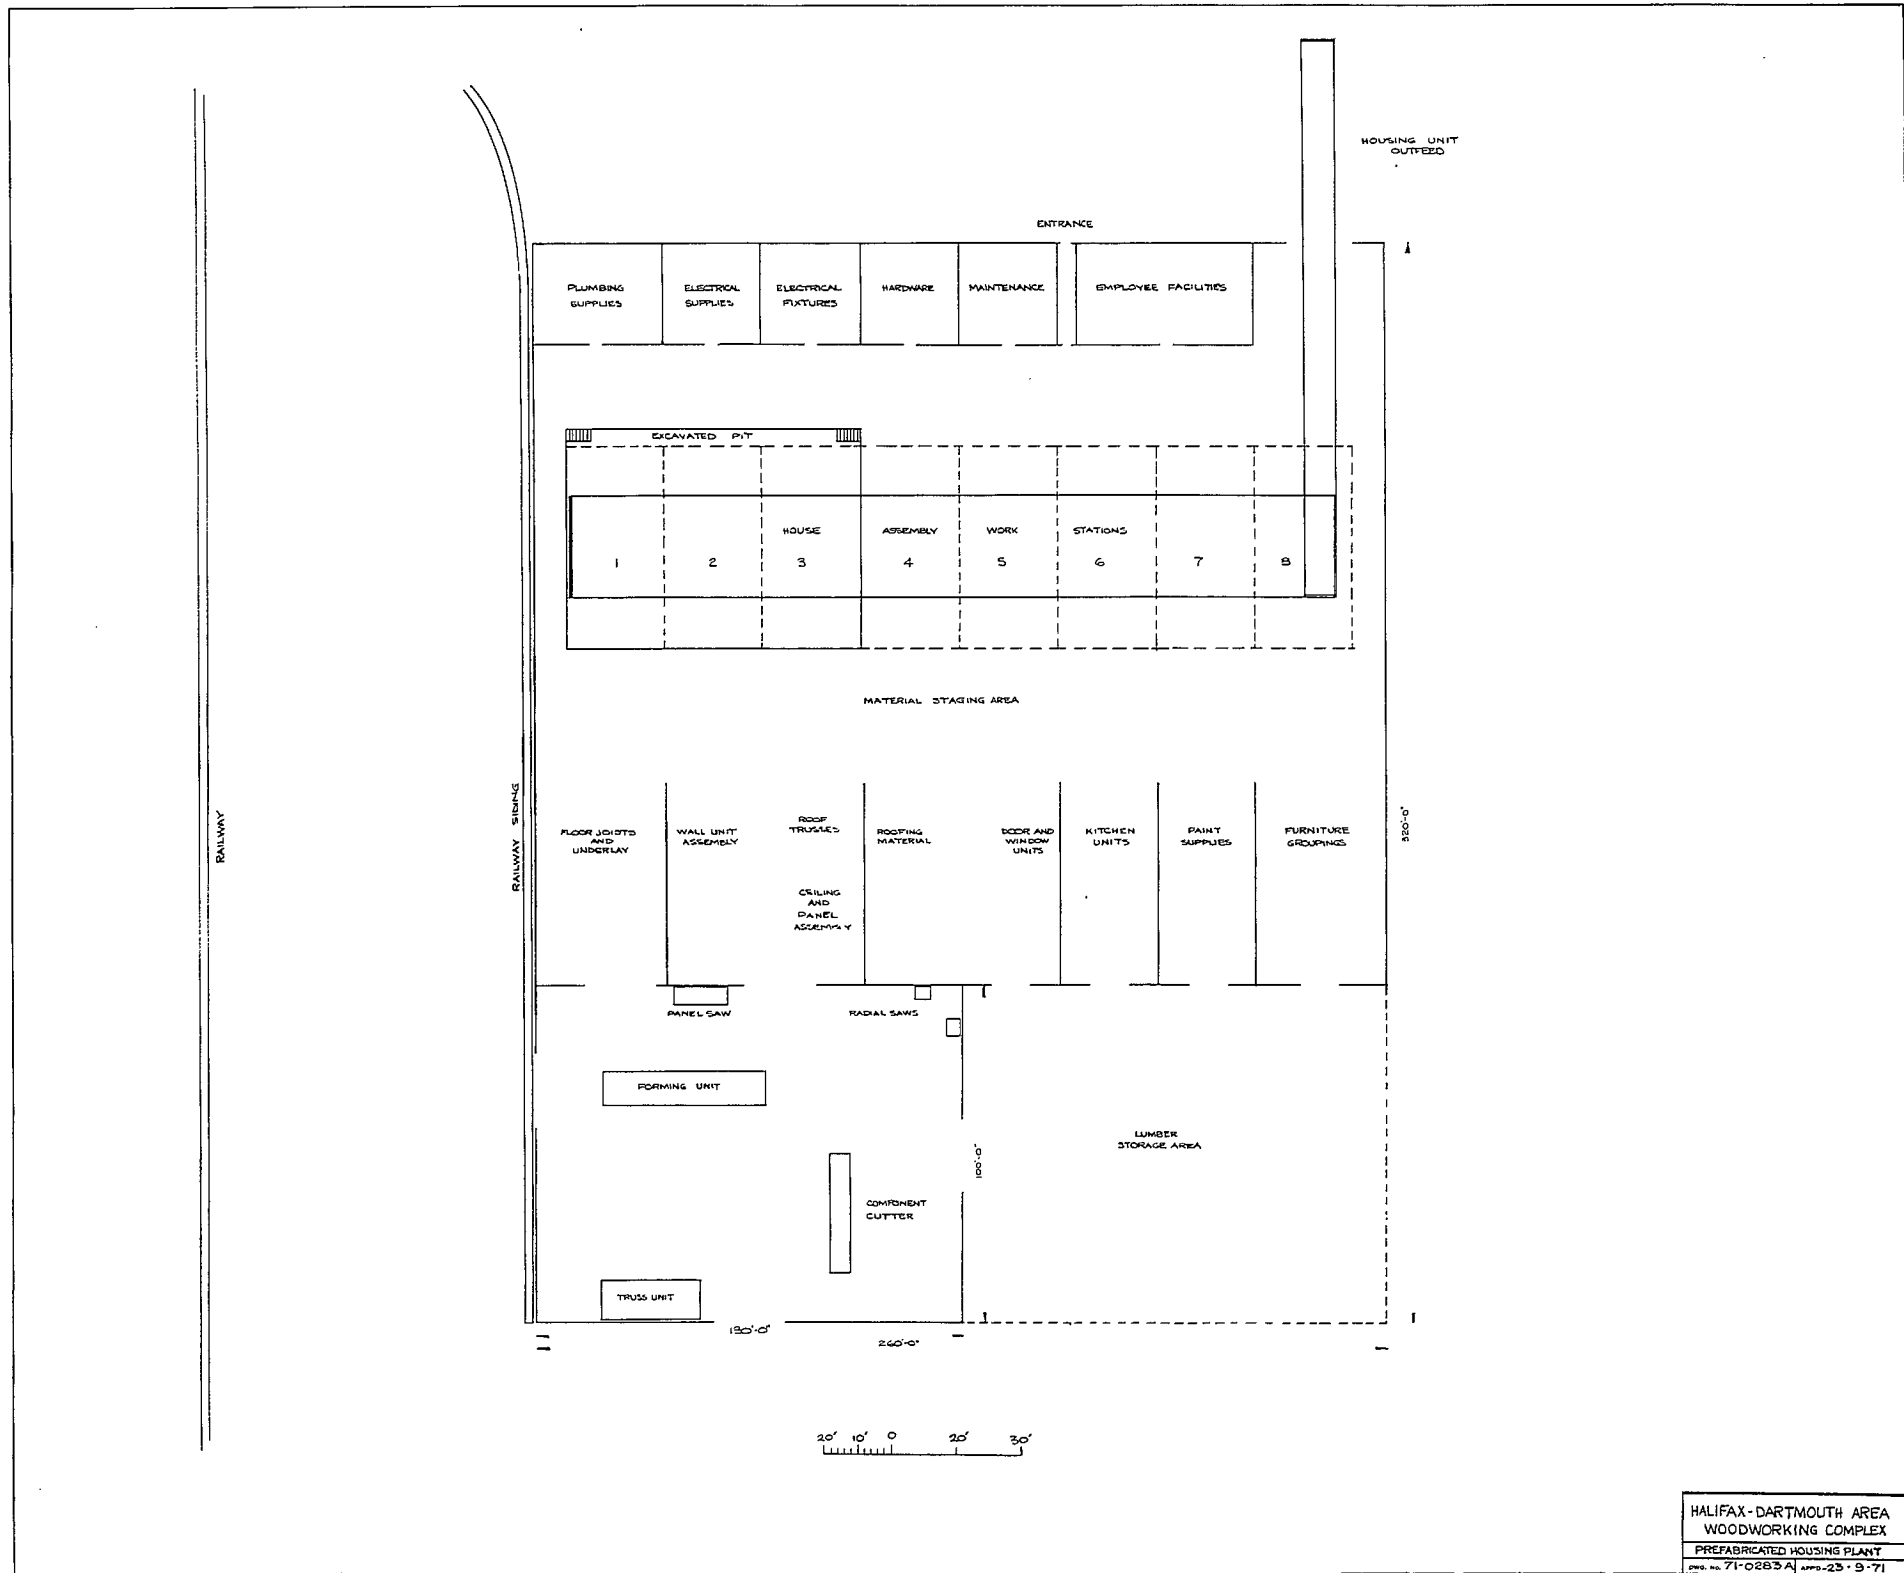 HOUSING UNIT
OUTFEED
ENTRANCE
PLUMBING
SUPPLIES
ELECTRICAL
SUPPLIES
ELECTRICAL
FIXTURES
HARDWARE
MAINTENANCE
EMPLOYEE FACILITIES
EXCAVATED PIT
HOUSE ASSEMBLY WORK STATIONS
1 2 3 4 5 6 7 8
MATERIAL STAGING AREA
RAILWAY
RAILWAY SIDING
FLOOR JOISTS
AND
UNDERLAY
WALL UNIT
ASSEMBLY
ROOF
TRUSSES
CEILING
AND
PANEL
ASSEMBLY
ROOFING
MATERIAL
DOOR AND
WINDOW
UNITS
KITCHEN
UNITS
PAINT
SUPPLIES
FURNITURE
GROUPINGS
320'-0"
PANEL SAW
RADIAL SAWS
FORMING UNIT
LUMBER
STORAGE AREA
100'-0"
COMPONENT
CUTTER
TRUSS UNIT
130'-0"
260'-0"
20' 10' 0 20' 30'
HALIFAX-DARTMOUTH AREA
WOODWORKING COMPLEX
PREFABRICATED HOUSING PLANT
DWG. NO. 71-0283A APP'D-23-9-71